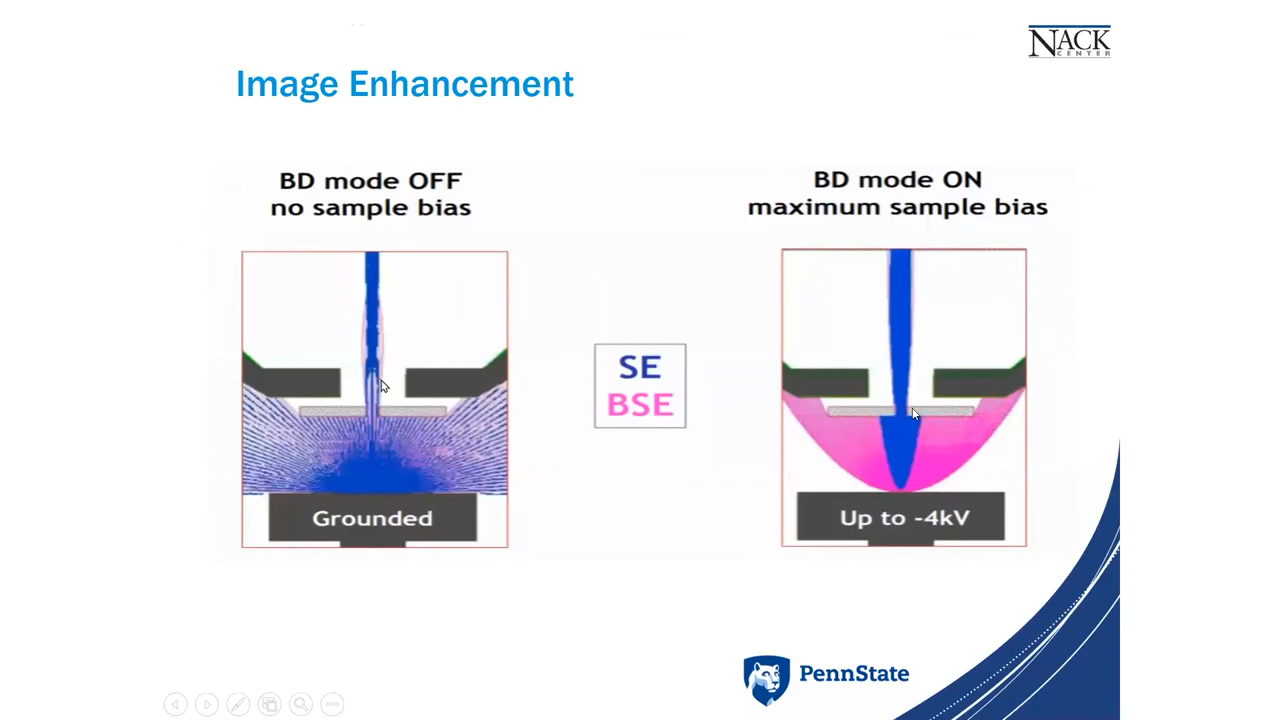 NACK
CENTER
Image Enhancement
BD mode OFF
no sample bias
BD mode ON
maximum sample bias
SE
BSE
Grounded
Up to -4kV
PennState